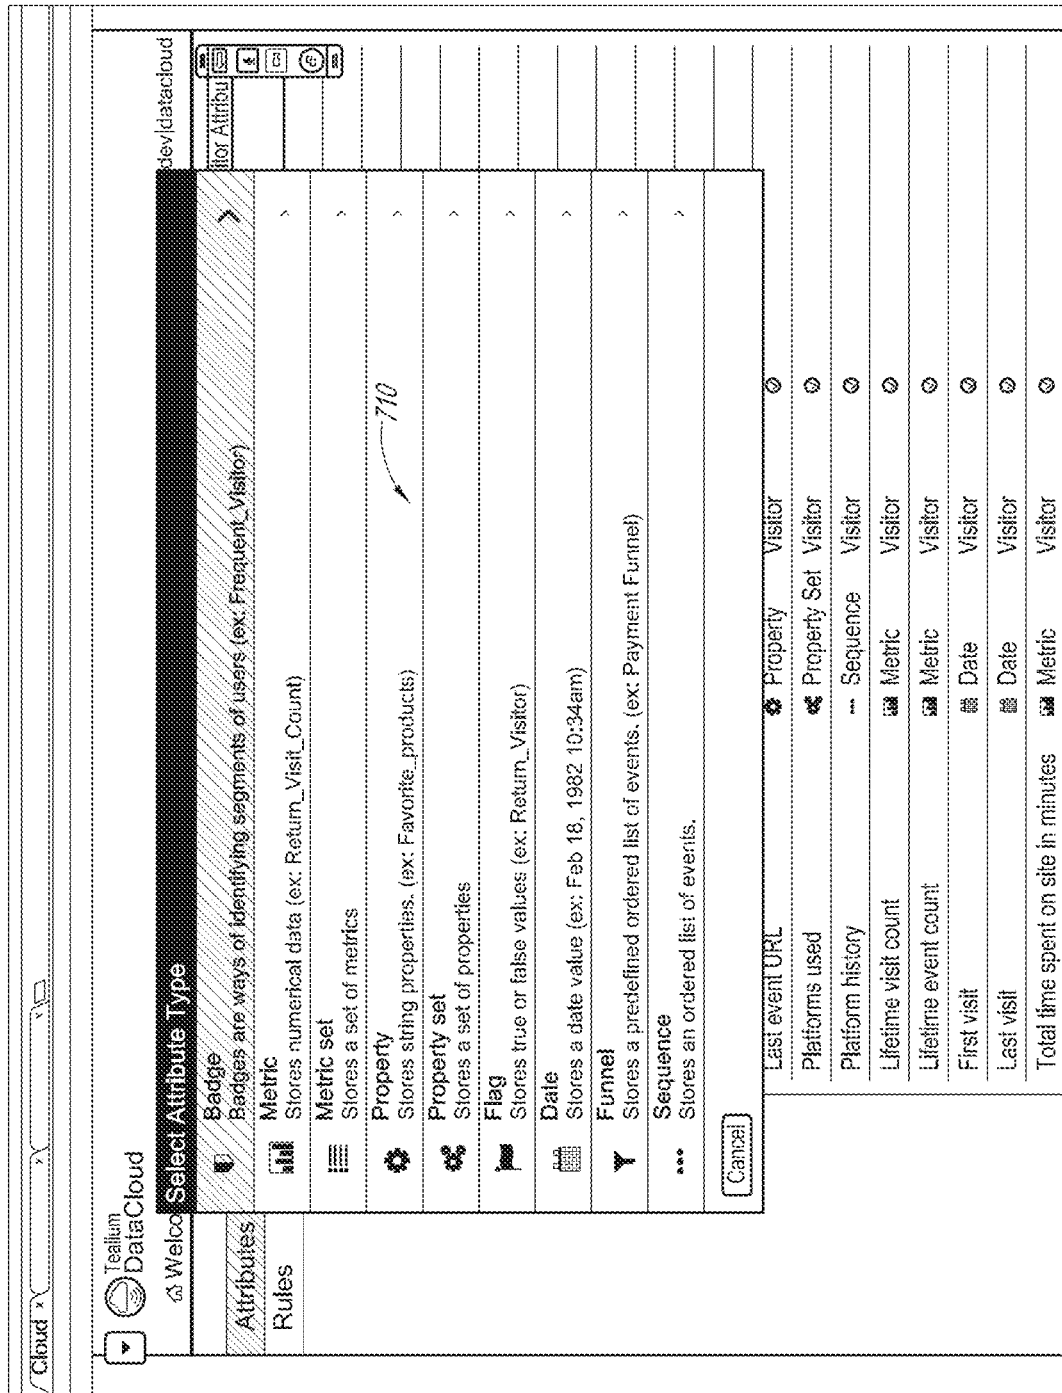 Cloud x
Tealium
DataCloud
Welco
dev|datacloud
itor Attribu
Attributes
Rules
Select Attribute Type
Badge
Badges are ways of identifying segments of users (ex: Frequent_Visitor)
Metric
Stores numerical data (ex: Return_Visit_Count)
Metric set
Stores a set of metrics
Property
Stores string properties. (ex: Favorite_products)
710
Property set
Stores a set of properties
Flag
Stores true or false values (ex: Return_Visitor)
Date
Stores a date value (ex: Feb 18, 1982 10:34am)
Funnel
Stores a predefined ordered list of events. (ex: Payment Funnel)
Sequence
Stores an ordered list of events.
Cancel
Last event URL Property Visitor
Platforms used Property Set Visitor
Platform history Sequence Visitor
Lifetime visit count Metric Visitor
Lifetime event count Metric Visitor
First visit Date Visitor
Last visit Date Visitor
Total time spent on site in minutes Metric Visitor